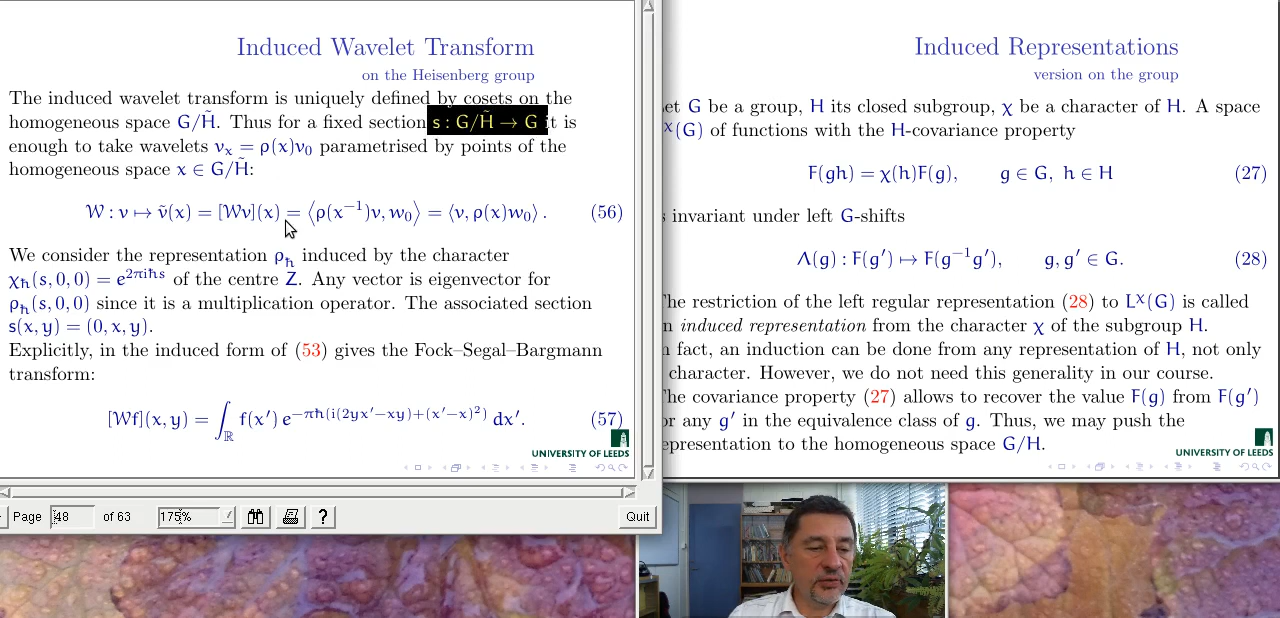 Induced Wavelet Transform
on the Heisenberg group
The induced wavelet transform is uniquely defined by cosets on the
homogeneous space G/H̃. Thus for a fixed section s : G/H̃ → G it is
enough to take wavelets vₓ = ρ(x)v₀ parametrised by points of the
homogeneous space x ∈ G/H̃:
W : v ↦ ṽ(x) = [Wv](x) = ⟨ρ(x⁻¹)v, w₀⟩ = ⟨v, ρ(x)w₀⟩ . (56)
We consider the representation ρ_ħ induced by the character
χ_ħ(s, 0, 0) = e^{2πiħs} of the centre Z. Any vector is eigenvector for
ρ_ħ(s, 0, 0) since it is a multiplication operator. The associated section
s(x, y) = (0, x, y).
Explicitly, in the induced form of (53) gives the Fock–Segal–Bargmann
transform:
[Wf](x, y) = ∫_ℝ f(x′) e^{−πħ(i(2yx′−xy)+(x′−x)²)} dx′. (57)
UNIVERSITY OF LEEDS
Page 48 of 63 175% ? Quit
Induced Representations
version on the group
et G be a group, H its closed subgroup, χ be a character of H. A space
χ(G) of functions with the H-covariance property
F(gh) = χ(h)F(g), g ∈ G, h ∈ H (27)
s invariant under left G-shifts
Λ(g) : F(g′) ↦ F(g⁻¹g′), g, g′ ∈ G. (28)
The restriction of the left regular representation (28) to L^χ(G) is called
n induced representation from the character χ of the subgroup H.
n fact, an induction can be done from any representation of H, not only
character. However, we do not need this generality in our course.
The covariance property (27) allows to recover the value F(g) from F(g′)
or any g′ in the equivalence class of g. Thus, we may push the
epresentation to the homogeneous space G/H.
UNIVERSITY OF LEEDS